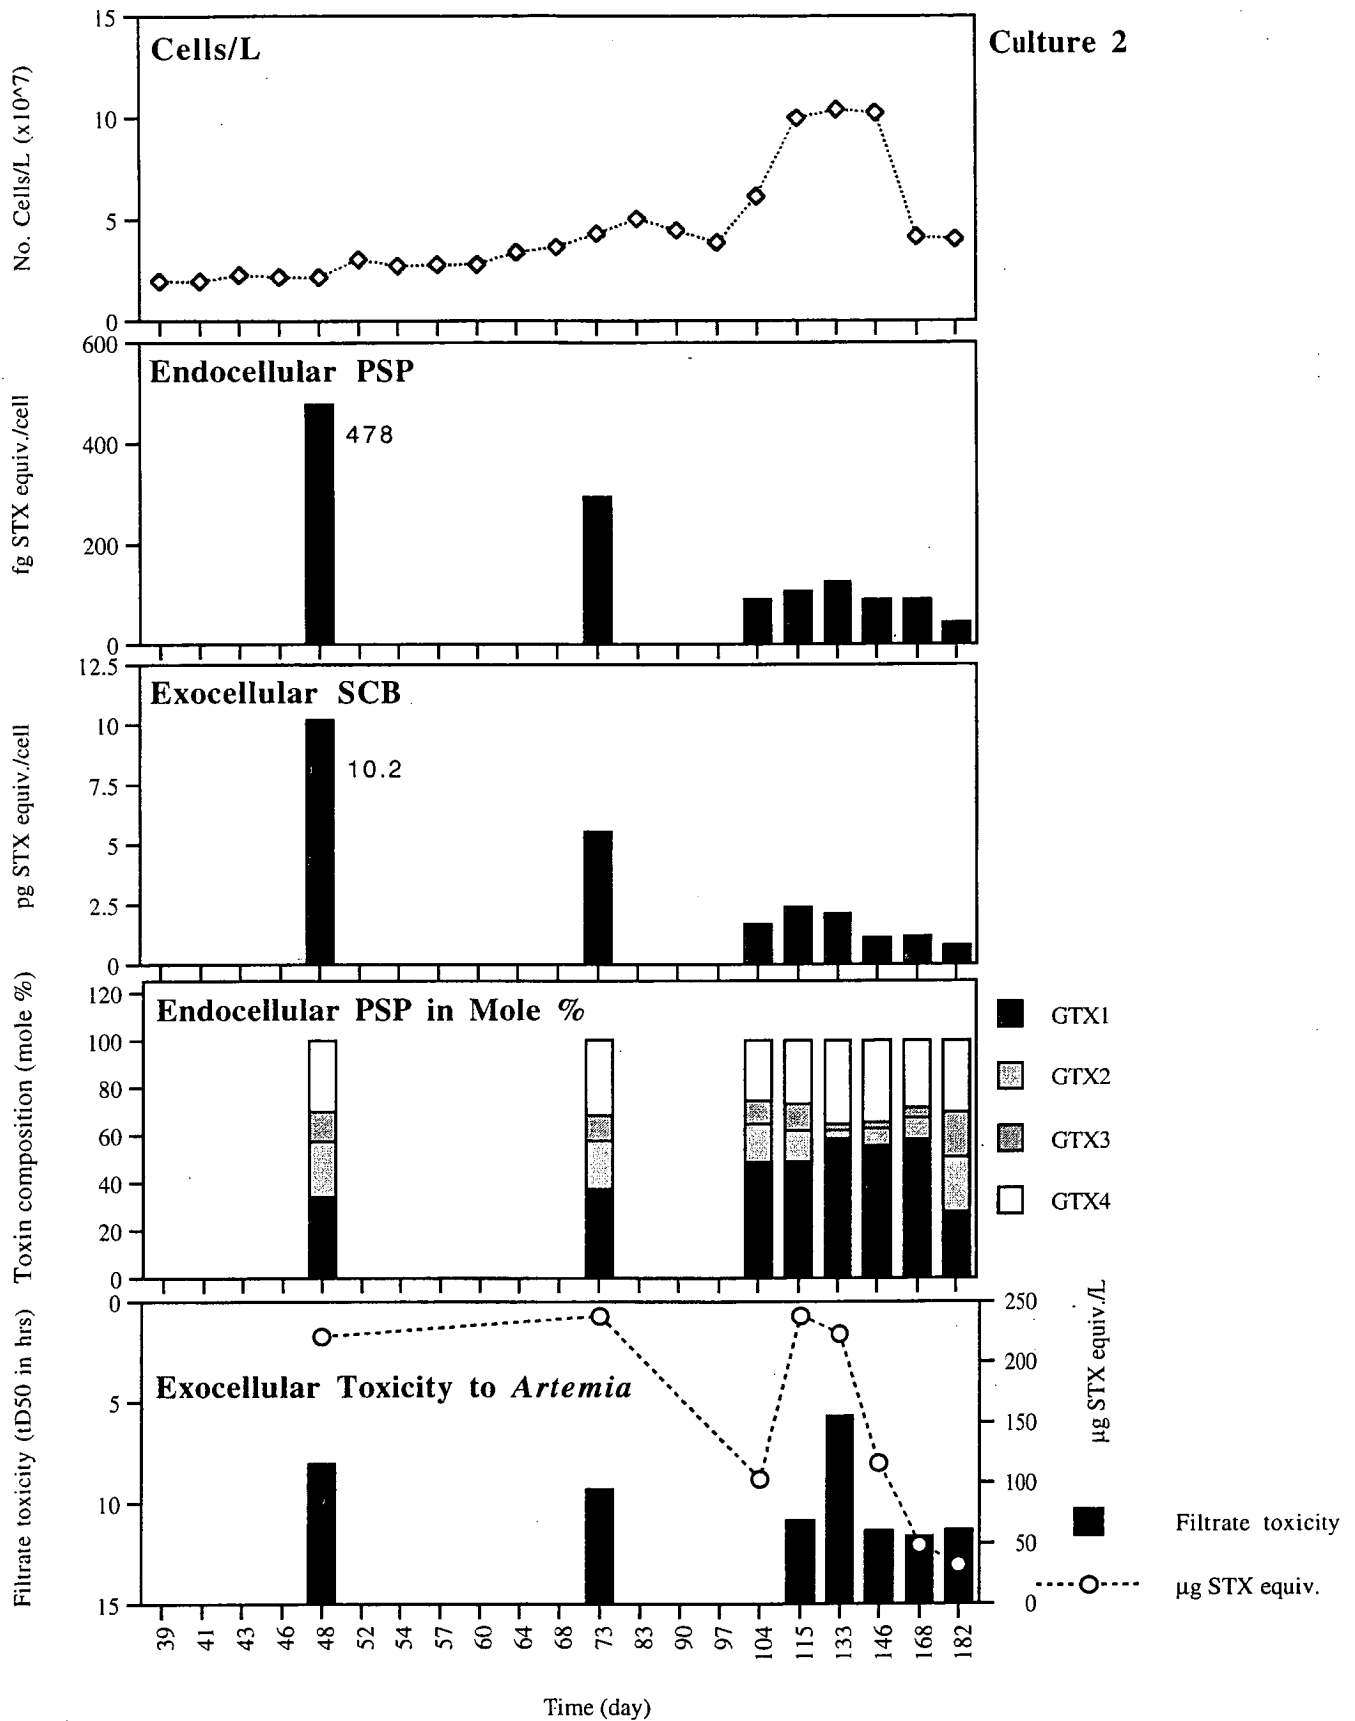 Culture 2
Cells/L
No. Cells/L (x10^7)
15
10
5
0
Endocellular PSP
fg STX equiv./cell
600
400
200
0
478
Exocellular SCB
pg STX equiv./cell
12.5
10
7.5
5
2.5
0
10.2
Endocellular PSP in Mole %
Toxin composition (mole %)
120
100
80
60
40
20
0
GTX1
GTX2
GTX3
GTX4
Exocellular Toxicity to Artemia
Filtrate toxicity (tD50 in hrs)
0
5
10
15
250
200
150
100
50
0
µg STX equiv./L
Filtrate toxicity
µg STX equiv.
39 41 43 46 48 52 54 57 60 64 68 73 83 90 97 104 115 133 146 168 182
Time (day)